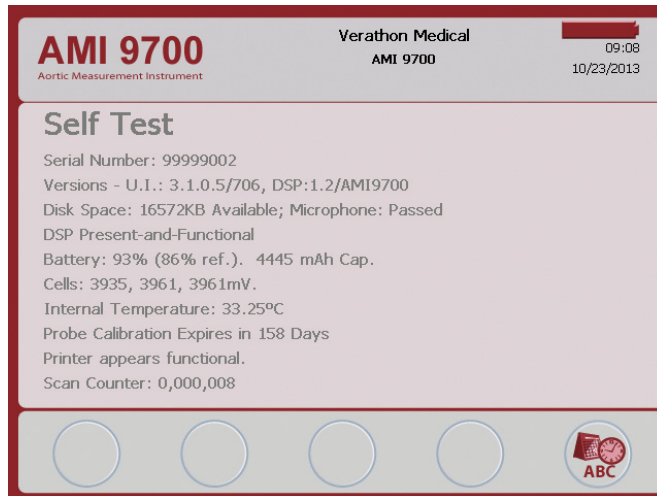 AMI 9700
Aortic Measurement Instrument
Verathon Medical
AMI 9700
09:08
10/23/2013
Self Test
Serial Number: 99999002
Versions - U.I.: 3.1.0.5/706, DSP:1.2/AMI9700
Disk Space: 16572KB Available; Microphone: Passed
DSP Present-and-Functional
Battery: 93% (86% ref.).  4445 mAh Cap.
Cells: 3935, 3961, 3961mV.
Internal Temperature: 33.25ºC
Probe Calibration Expires in 158 Days
Printer appears functional.
Scan Counter: 0,000,008
ABC